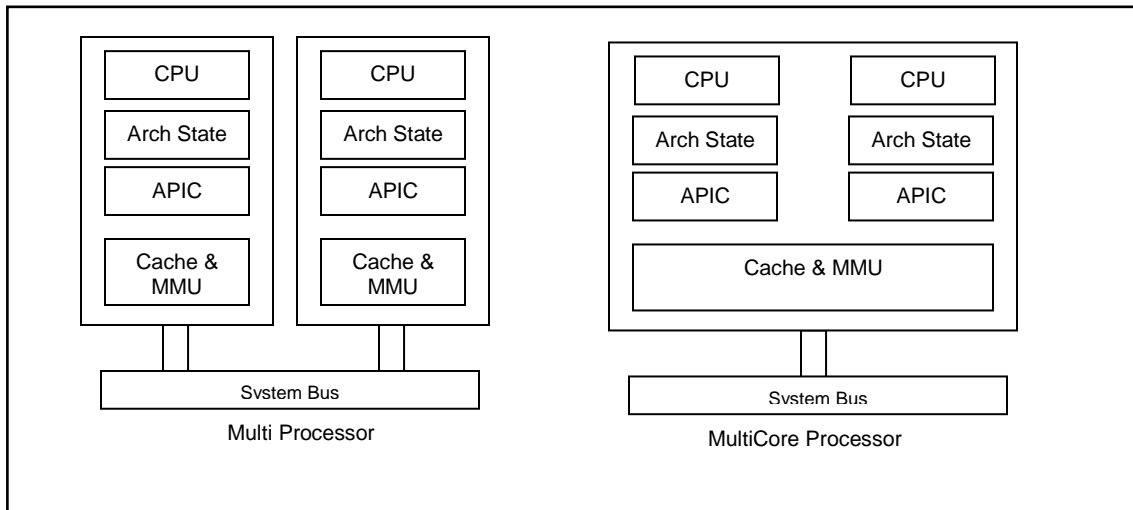 CPU
Arch State
APIC
Cache &
MMU
CPU
Arch State
APIC
Cache &
MMU
System Bus
Multi Processor
CPU
Arch State
APIC
CPU
Arch State
APIC
Cache & MMU
System Bus
MultiCore Processor